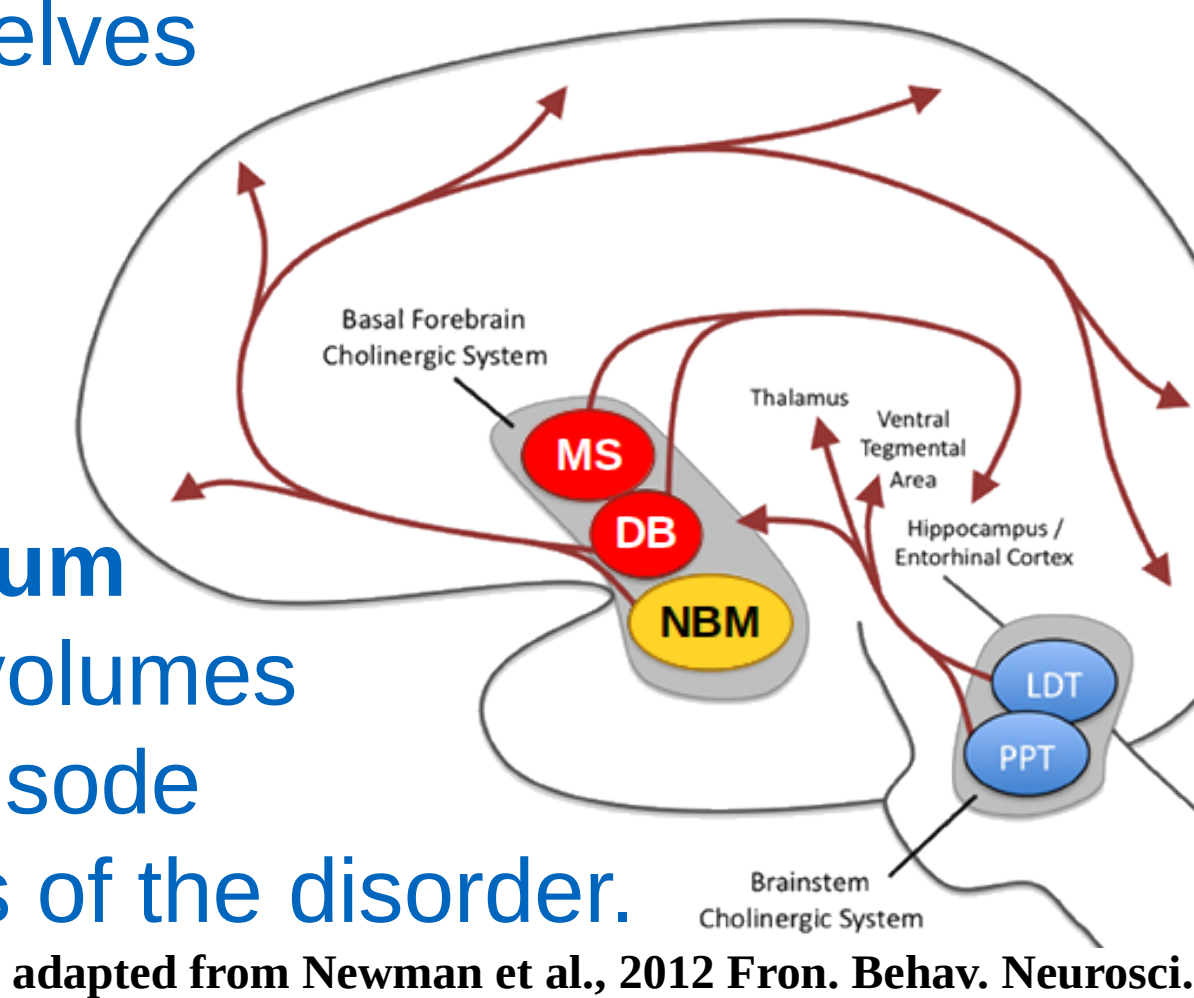 elves
Basal Forebrain
Cholinergic System
Thalamus
Ventral
Tegmental
Area
MS
DB
Hippocampus /
Entorhinal Cortex
um
NBM
volumes
LDT
PPT
sode
s of the disorder.
Brainstem
Cholinergic System
adapted from Newman et al., 2012 Fron. Behav. Neurosci.